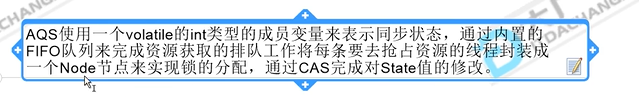 AQS使用一个volatile的int类型的成员变量来表示同步状态，通过内置的
FIFO队列来完成资源获取的排队工作将每条要去抢占资源的线程封装成
一个Node节点来实现锁的分配，通过CAS完成对State值的修改。